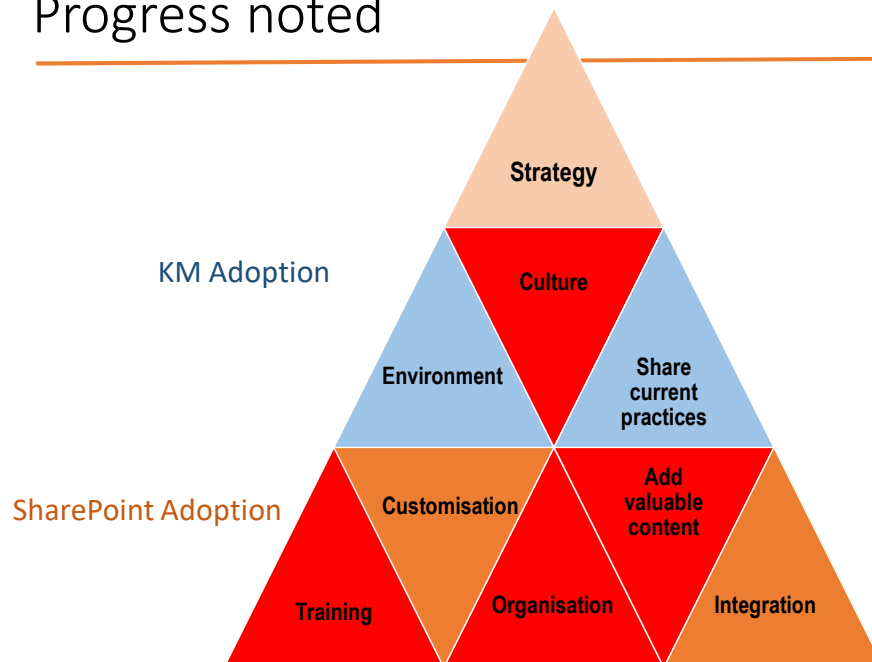 Progress noted
Strategy
KM Adoption
Culture
Environment
Share
current
practices
SharePoint Adoption
Customisation
Add
valuable
content
Training
Organisation
Integration